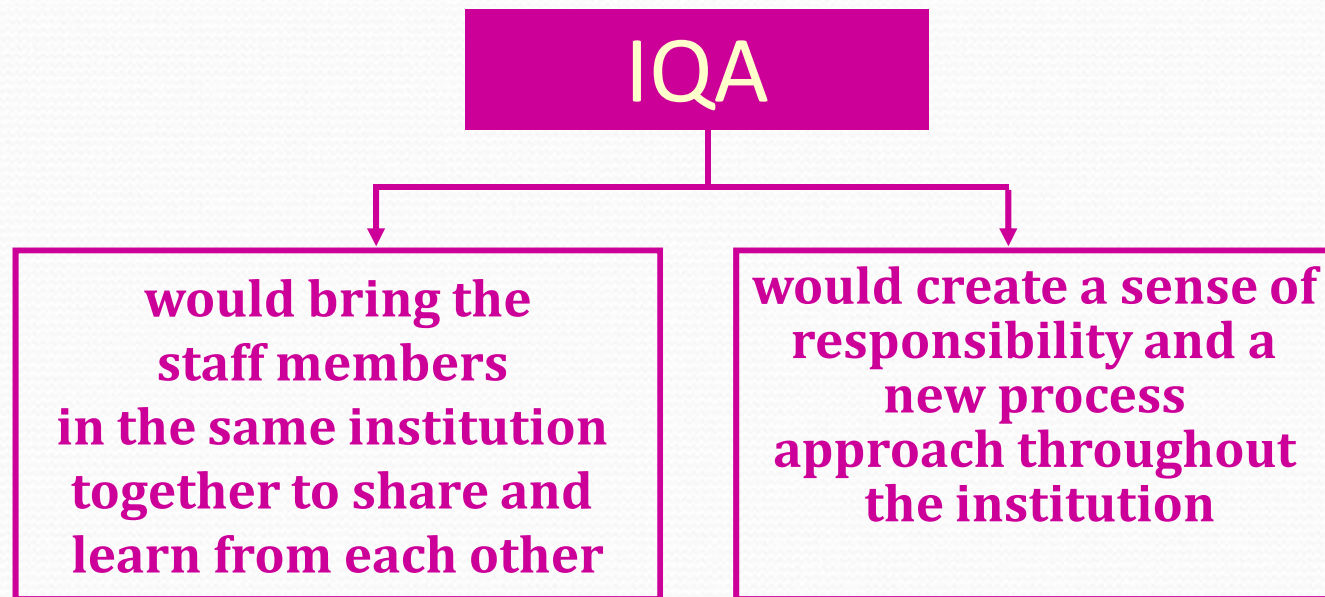 IQA
would bring the
staff members
in the same institution
together to share and
learn from each other
would create a sense of
responsibility and a
new process
approach throughout
the institution